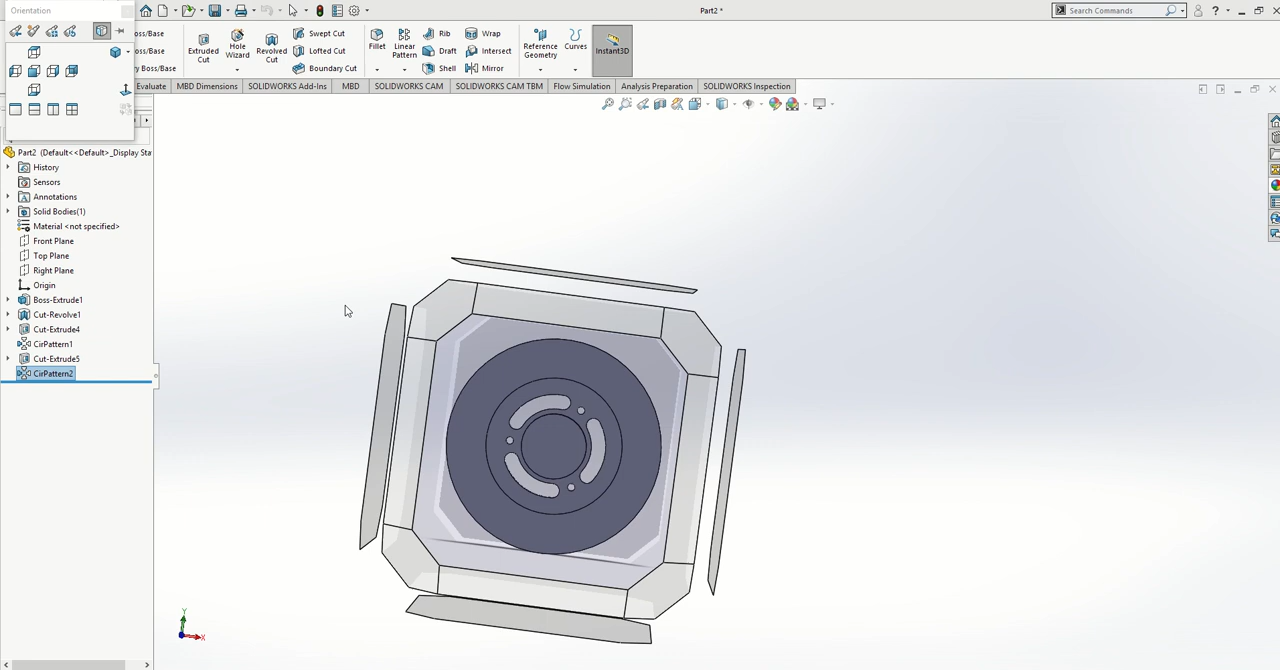 Orientation
Part2 *
Search Commands
oss/Base
oss/Base
ry Boss/Base
Extruded Cut
Hole Wizard
Revolved Cut
Swept Cut
Lofted Cut
Boundary Cut
Fillet
Linear Pattern
Rib
Draft
Shell
Wrap
Intersect
Mirror
Reference Geometry
Curves
Instant3D
Evaluate
MBD Dimensions
SOLIDWORKS Add-Ins
MBD
SOLIDWORKS CAM
SOLIDWORKS CAM TBM
Flow Simulation
Analysis Preparation
SOLIDWORKS Inspection
Part2 (Default<<Default>_Display Sta
History
Sensors
Annotations
Solid Bodies(1)
Material <not specified>
Front Plane
Top Plane
Right Plane
Origin
Boss-Extrude1
Cut-Revolve1
Cut-Extrude4
CirPattern1
Cut-Extrude5
CirPattern2
Y
X